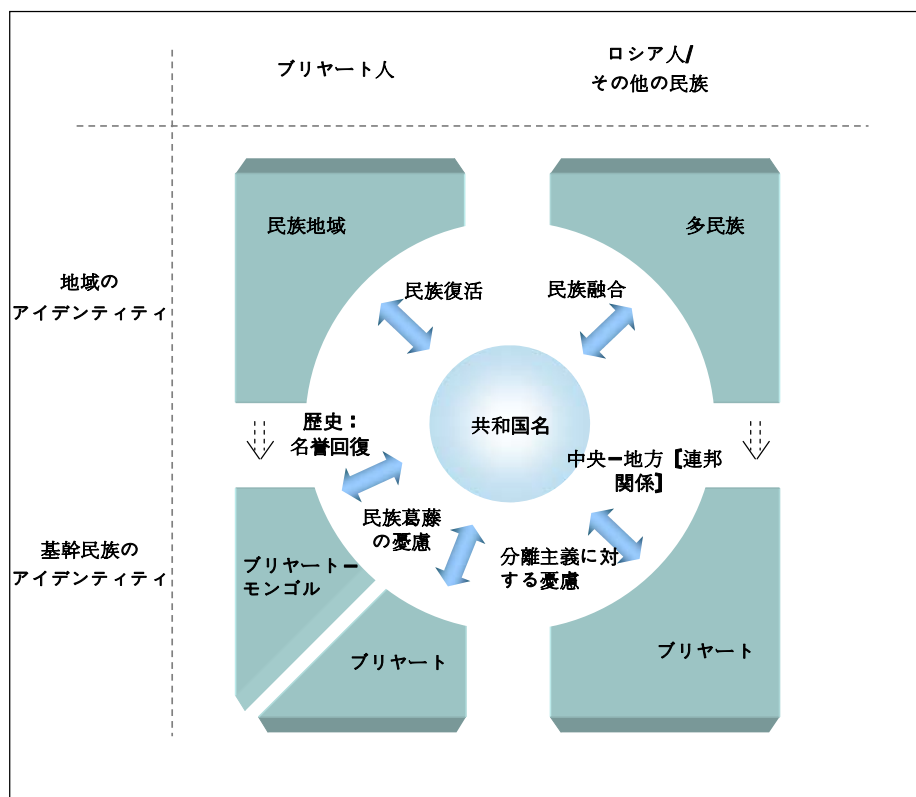 ブリヤート人
ロシア人/
その他の民族
民族地域
多民族
地域の
アイデンティティ
民族復活
民族融合
共和国名
歴史：
名誉回復
中央ー地方［連邦
関係］
民族葛藤
の憂慮
分離主義に対
する憂慮
基幹民族の
アイデンティティ
ブリヤートー
モンゴル
ブリヤート
ブリヤート